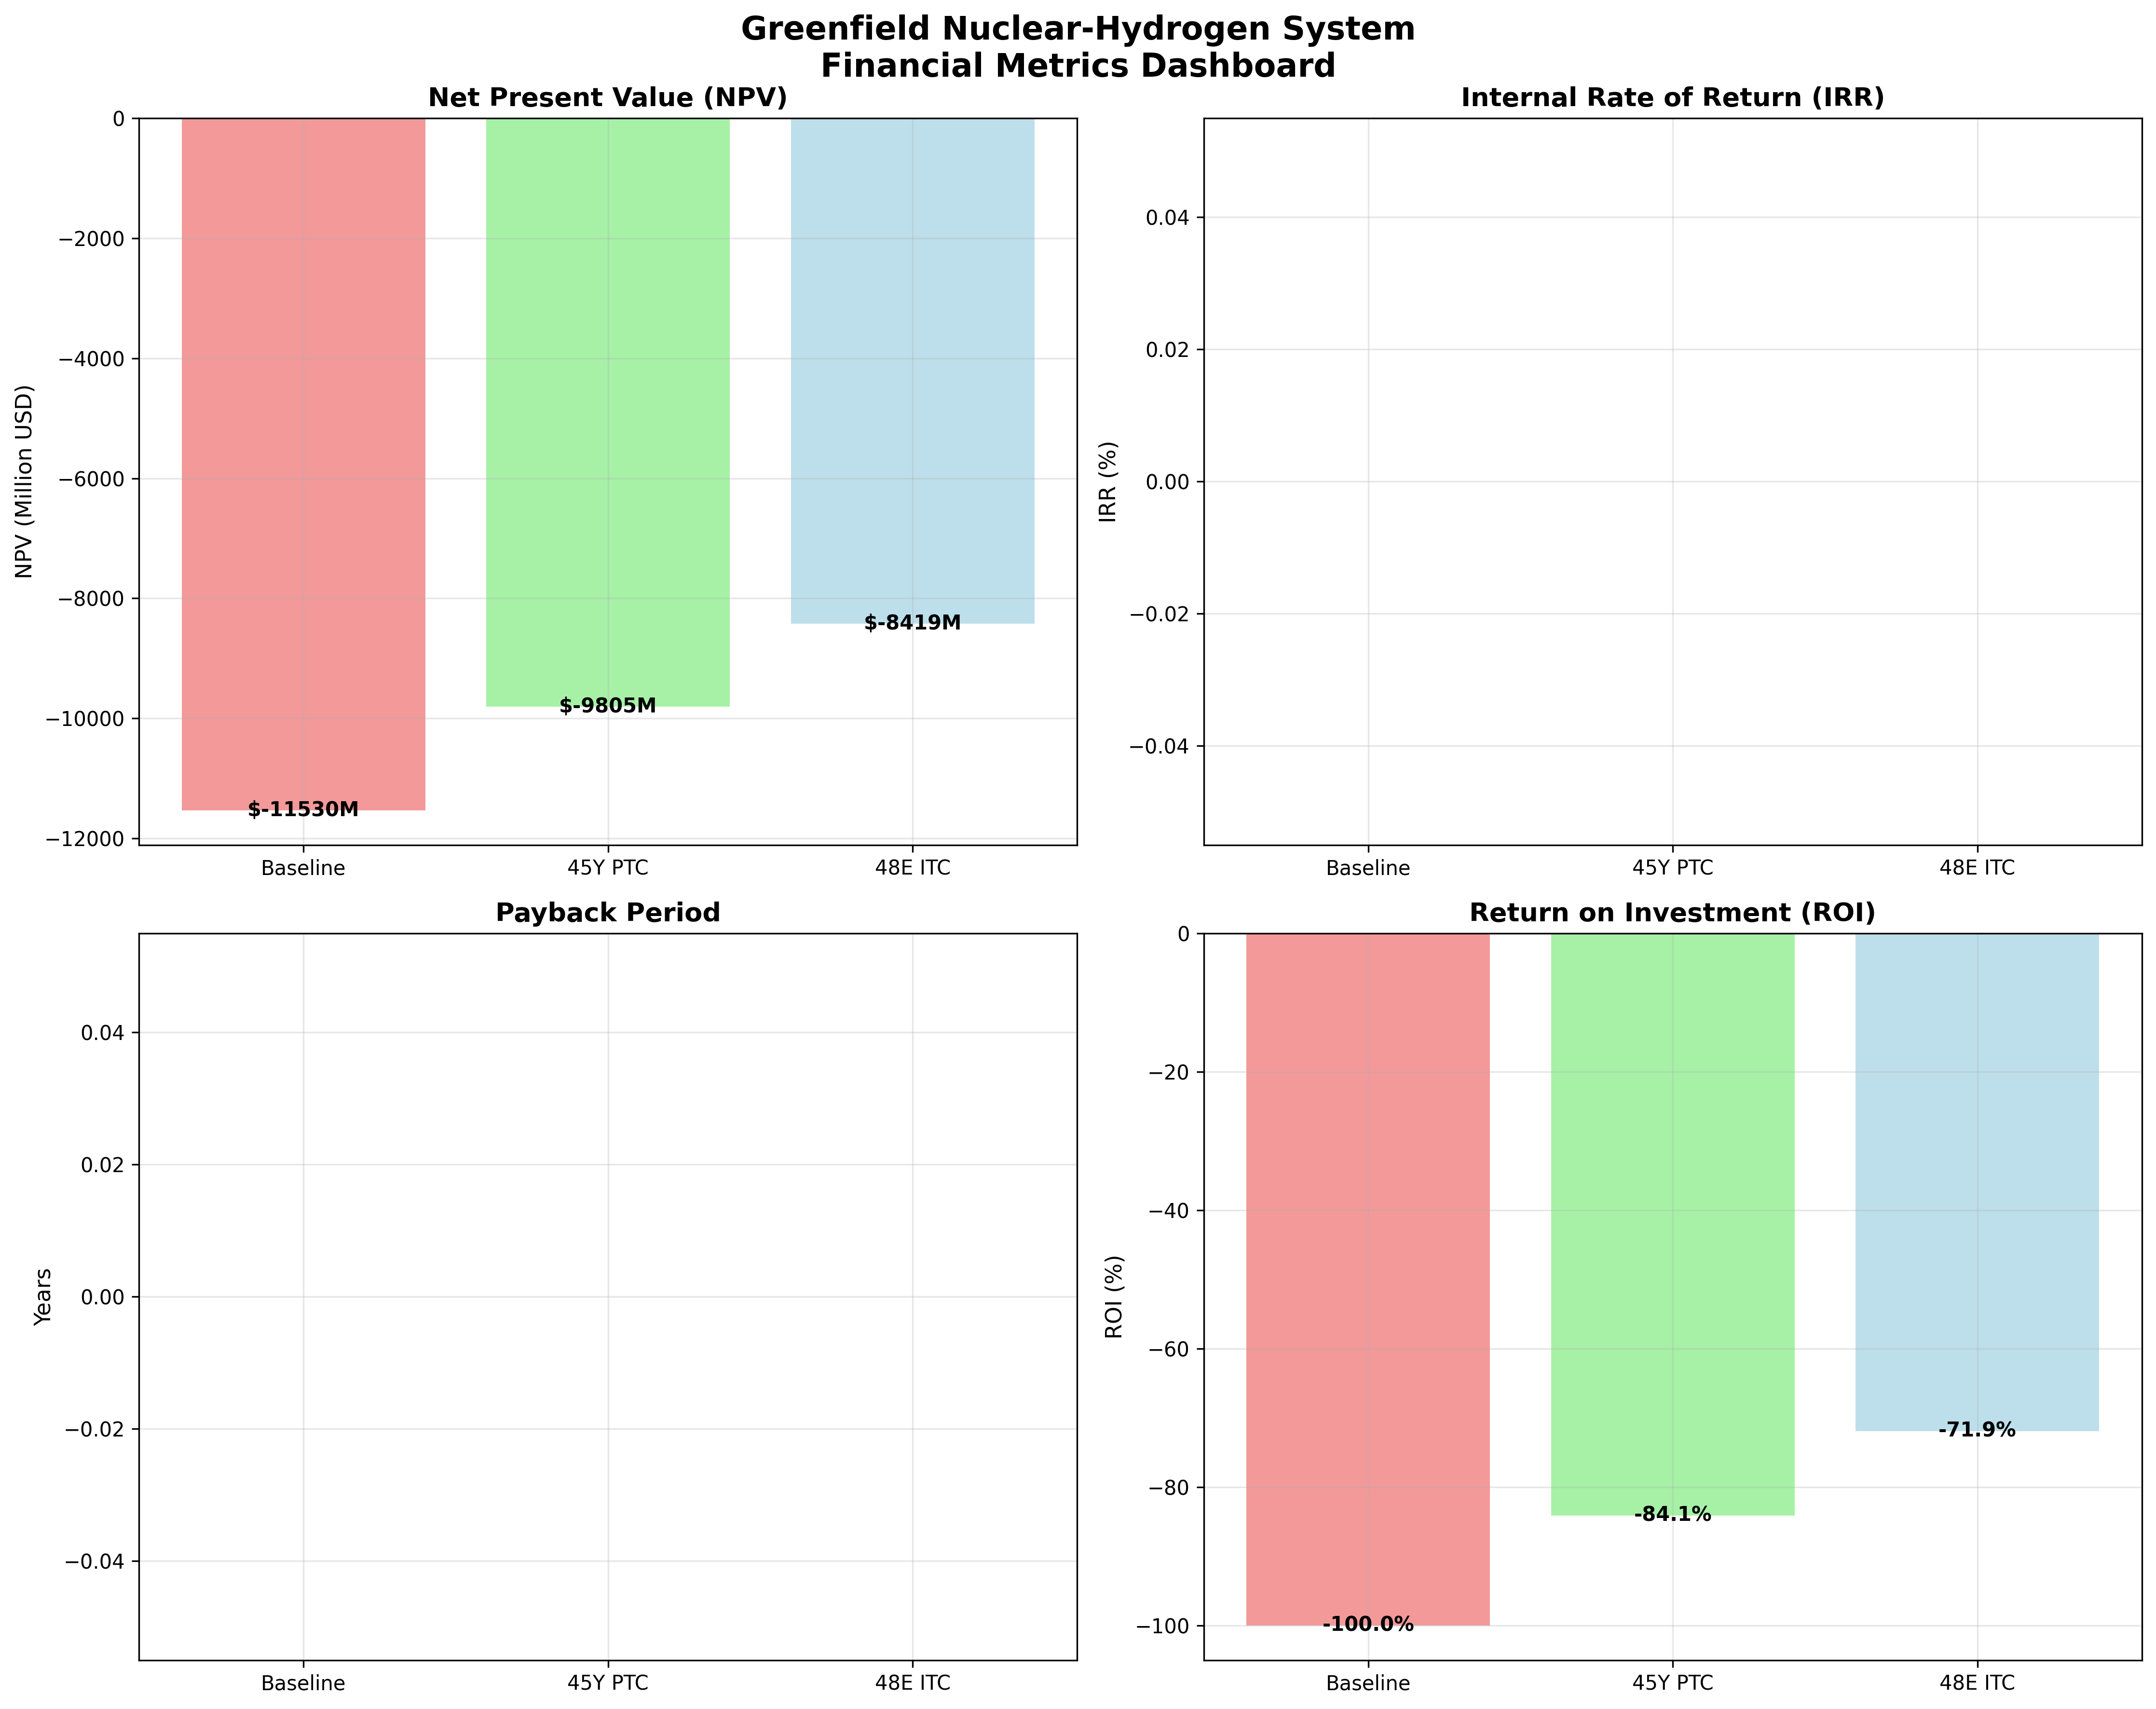 Greenfield Nuclear-Hydrogen System
Financial Metrics Dashboard
Net Present Value (NPV)
NPV (Million USD)
0
−2000
−4000
−6000
−8000
−10000
−12000
$-11530M
$-9805M
$-8419M
Baseline
45Y PTC
48E ITC
Internal Rate of Return (IRR)
IRR (%)
0.04
0.02
0.00
−0.02
−0.04
Baseline
45Y PTC
48E ITC
Payback Period
Years
0.04
0.02
0.00
−0.02
−0.04
Baseline
45Y PTC
48E ITC
Return on Investment (ROI)
ROI (%)
0
−20
−40
−60
−80
−100
-100.0%
-84.1%
-71.9%
Baseline
45Y PTC
48E ITC